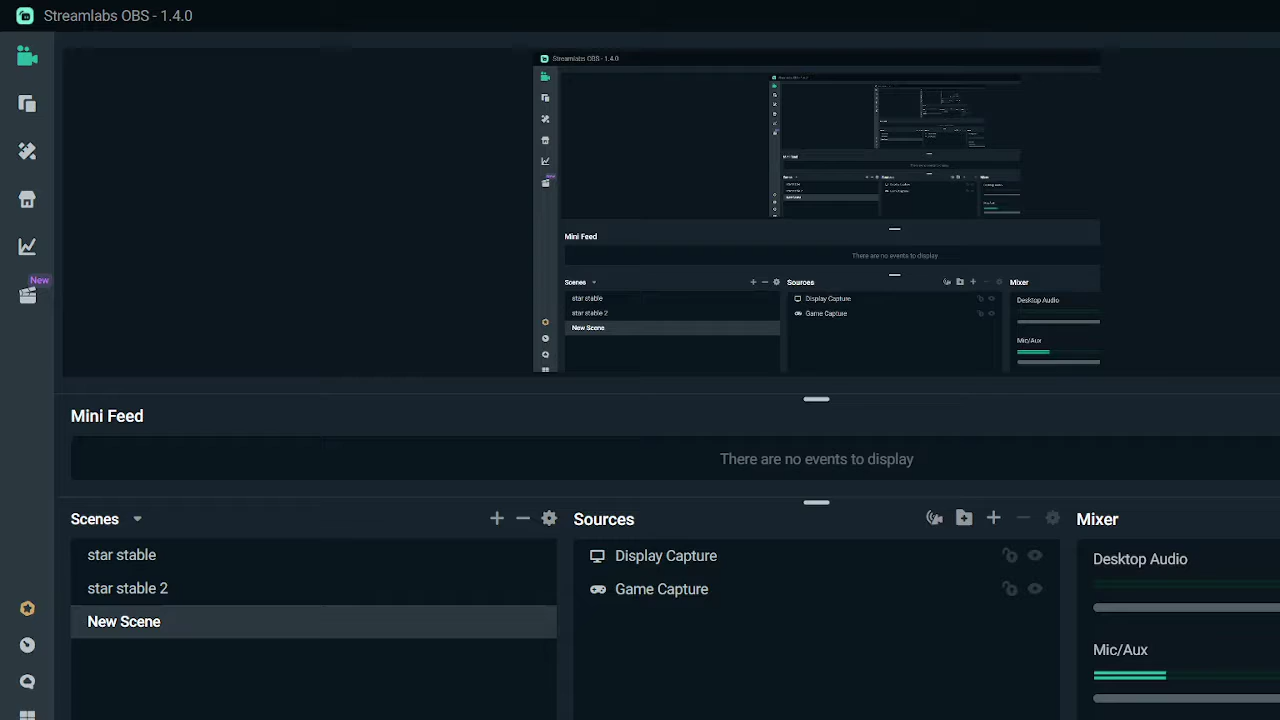 Streamlabs OBS - 1.4.0
Streamlabs OBS - 1.4.0
New
Mini Feed
There are no events to display
Scenes
Sources
Mixer
star stable
Display Capture
Desktop Audio
star stable 2
Game Capture
New Scene
Mic/Aux
New
Mini Feed
There are no events to display
Scenes
Sources
Mixer
star stable
Display Capture
Desktop Audio
star stable 2
Game Capture
New Scene
Mic/Aux